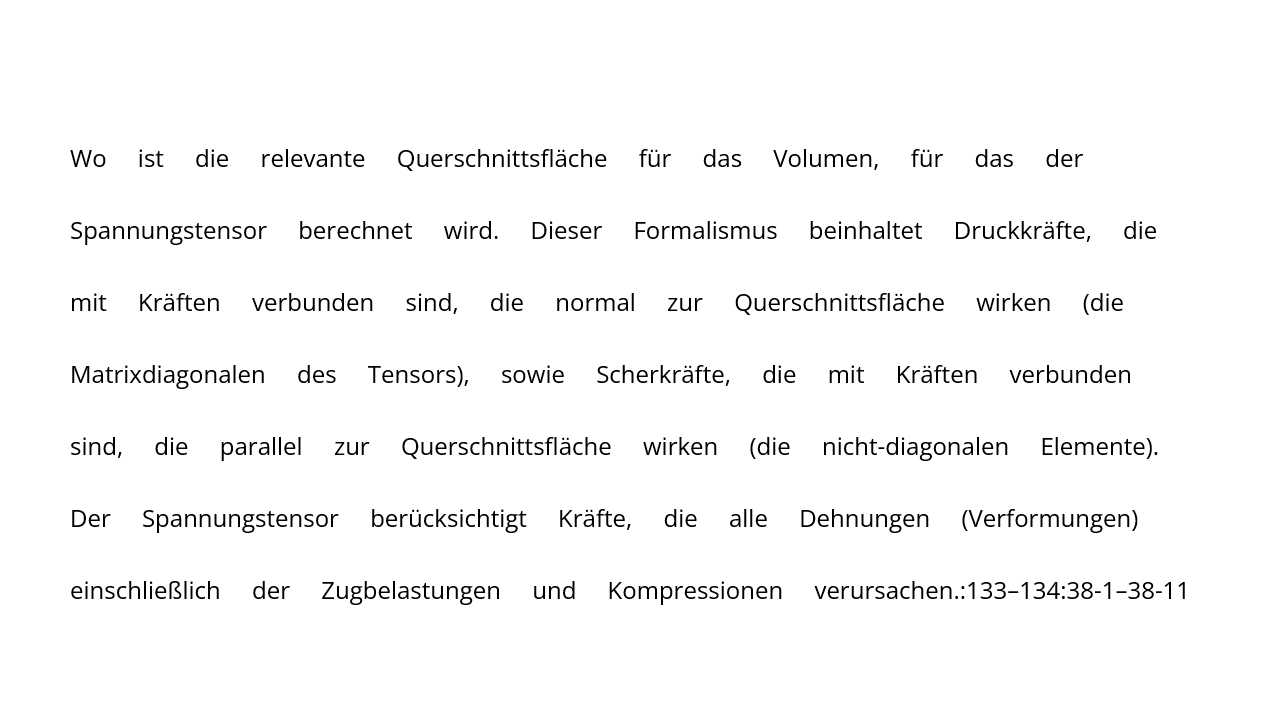 Wo ist die relevante Querschnittsfläche für das Volumen, für das der
Spannungstensor berechnet wird. Dieser Formalismus beinhaltet Druckkräfte, die
mit Kräften verbunden sind, die normal zur Querschnittsfläche wirken (die
Matrixdiagonalen des Tensors), sowie Scherkräfte, die mit Kräften verbunden
sind, die parallel zur Querschnittsfläche wirken (die nicht-diagonalen Elemente).
Der Spannungstensor berücksichtigt Kräfte, die alle Dehnungen (Verformungen)
einschließlich der Zugbelastungen und Kompressionen verursachen.:133–134:38-1–38-11